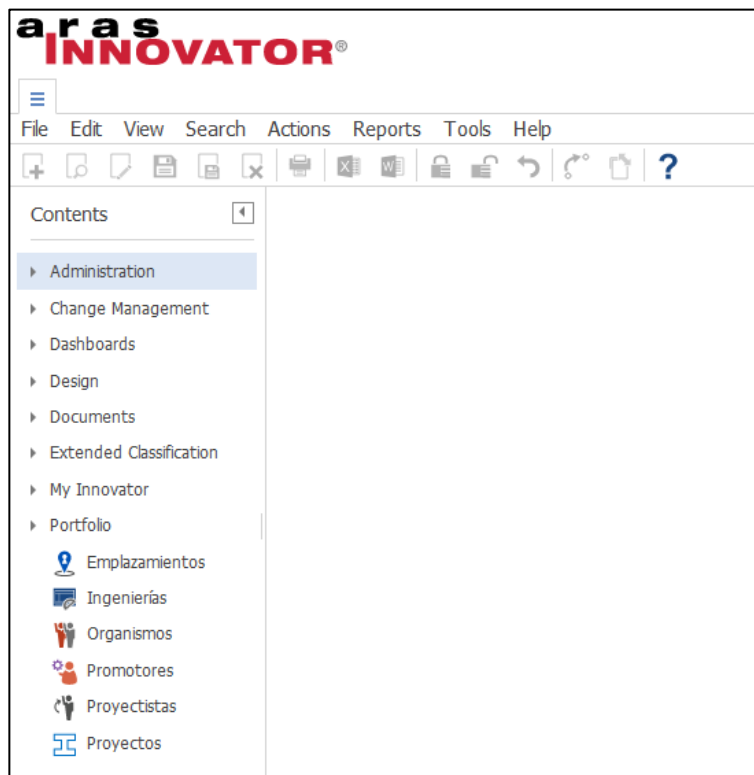 aras
INNOVATOR®
File Edit View Search Actions Reports Tools Help
Contents
Administration
Change Management
Dashboards
Design
Documents
Extended Classification
My Innovator
Portfolio
Emplazamientos
Ingenierías
Organismos
Promotores
Proyectistas
Proyectos